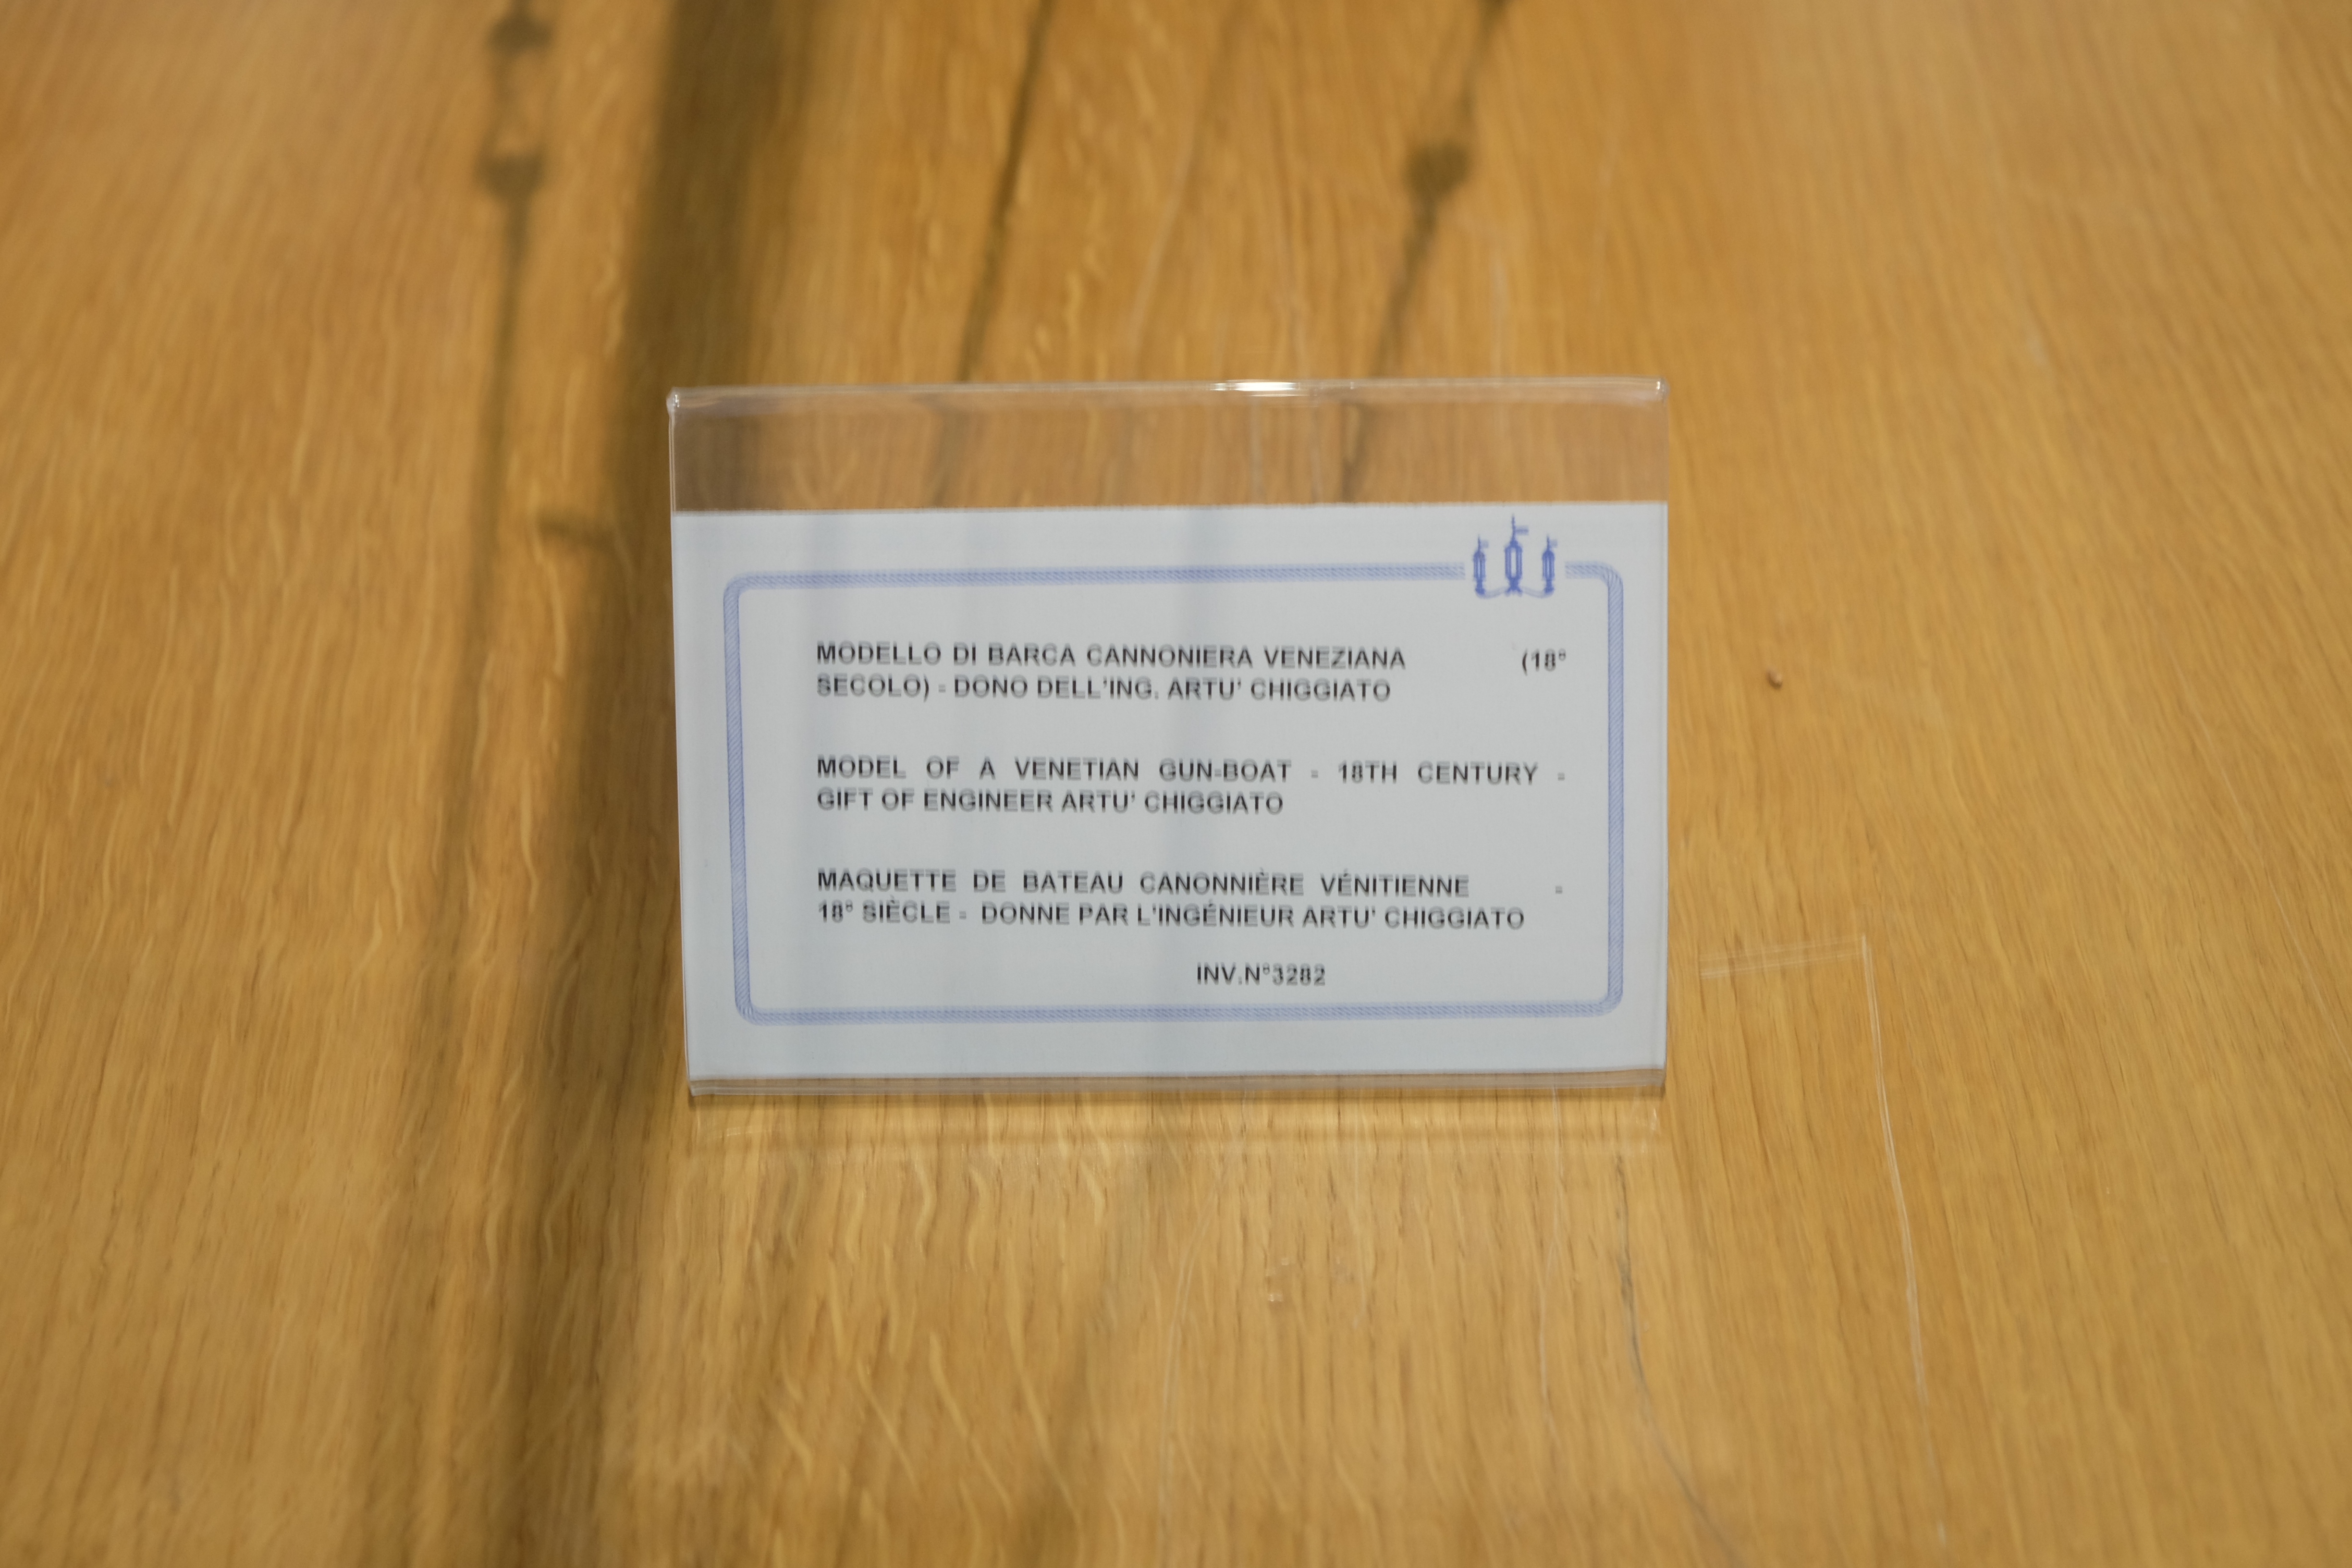 MODELLO DI BARCA CANNONIERA VENEZIANA (18°
SECOLO) - DONO DELL'ING. ARTU' CHIGGIATO
MODEL OF A VENETIAN GUN-BOAT - 18TH CENTURY -
GIFT OF ENGINEER ARTU' CHIGGIATO
MAQUETTE DE BATEAU CANONNIÈRE VÉNITIENNE -
18° SIÈCLE - DONNE PAR L'INGÉNIEUR ARTU' CHIGGIATO
INV.N°3282